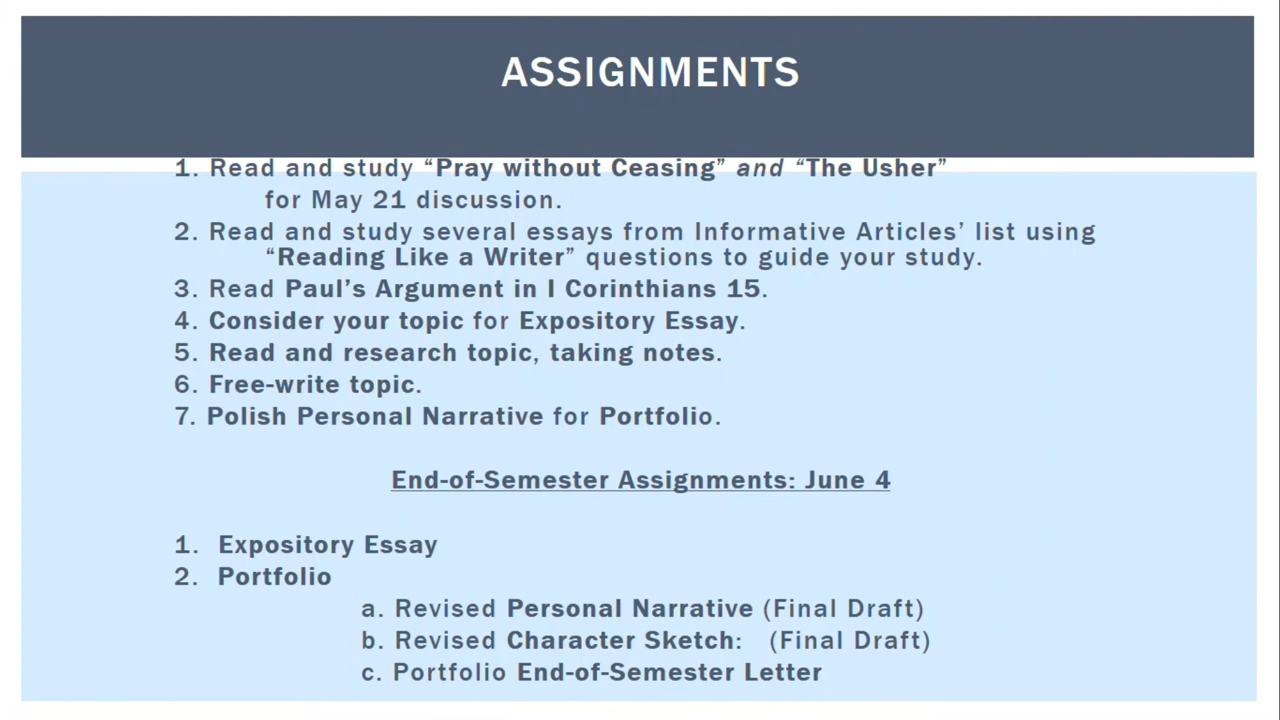 ASSIGNMENTS
1. Read and study “Pray without Ceasing” and “The Usher”
for May 21 discussion.
2. Read and study several essays from Informative Articles’ list using
“Reading Like a Writer” questions to guide your study.
3. Read Paul’s Argument in I Corinthians 15.
4. Consider your topic for Expository Essay.
5. Read and research topic, taking notes.
6. Free-write topic.
7. Polish Personal Narrative for Portfolio.
End-of-Semester Assignments: June 4
1. Expository Essay
2. Portfolio
a. Revised Personal Narrative (Final Draft)
b. Revised Character Sketch: (Final Draft)
c. Portfolio End-of-Semester Letter